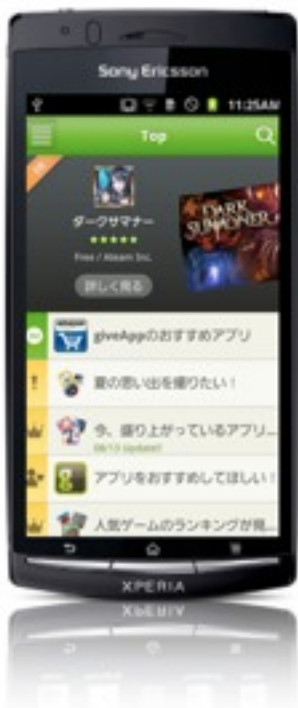 Sony Ericsson
11:25AM
Top
ダークサマナー
Free / Ateam Inc.
DARK
SUMMONER
詳しく見る
giveAppのおすすめアプリ
夏の思い出を撮りたい！
今、盛り上がっているアプリ...
08/13 Update!!
アプリをおすすめしてほしい！
人気ゲームのランキングが見...
XPERIA